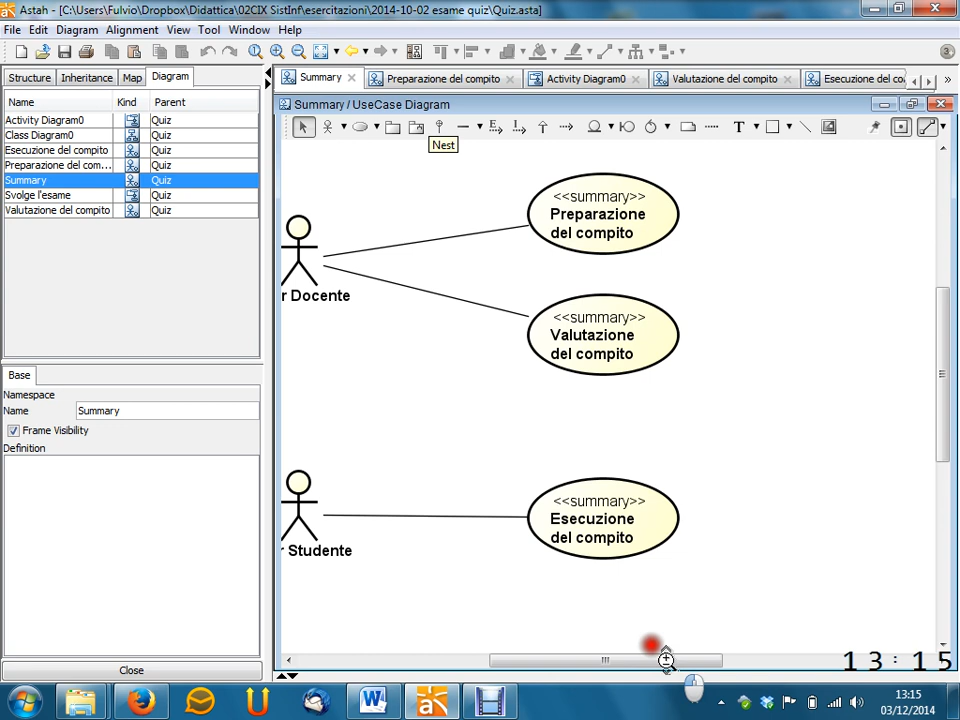 Astah - [C:\Users\Fulvio\Dropbox\Didattica\02CIX SistInf\esercitazioni\2014-10-02 esame quiz\Quiz.asta]
File Edit Diagram Alignment View Tool Window Help
3
Structure Inheritance Map Diagram
Summary Preparazione del compito Activity Diagram0 Valutazione del compito Esecuzione del co
Name Kind Parent
Activity Diagram0 Quiz
Class Diagram0 Quiz
Esecuzione del compito Quiz
Preparazione del com... Quiz
Summary Quiz
Svolge l'esame Quiz
Valutazione del compito Quiz
Summary / UseCase Diagram
T
Nest
<<summary>>
Preparazione
del compito
r Docente
<<summary>>
Valutazione
del compito
<<summary>>
Esecuzione
del compito
r Studente
Base
Namespace
Name Summary
Frame Visibility
Definition
Close
13:15
13:15
03/12/2014